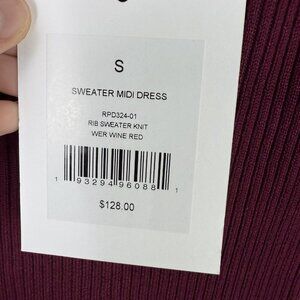 S
SWEATER MIDI DRESS
RPD324-01
RIB SWEATER KNIT
WER WINE RED
1 93294 96088 1
$128.00